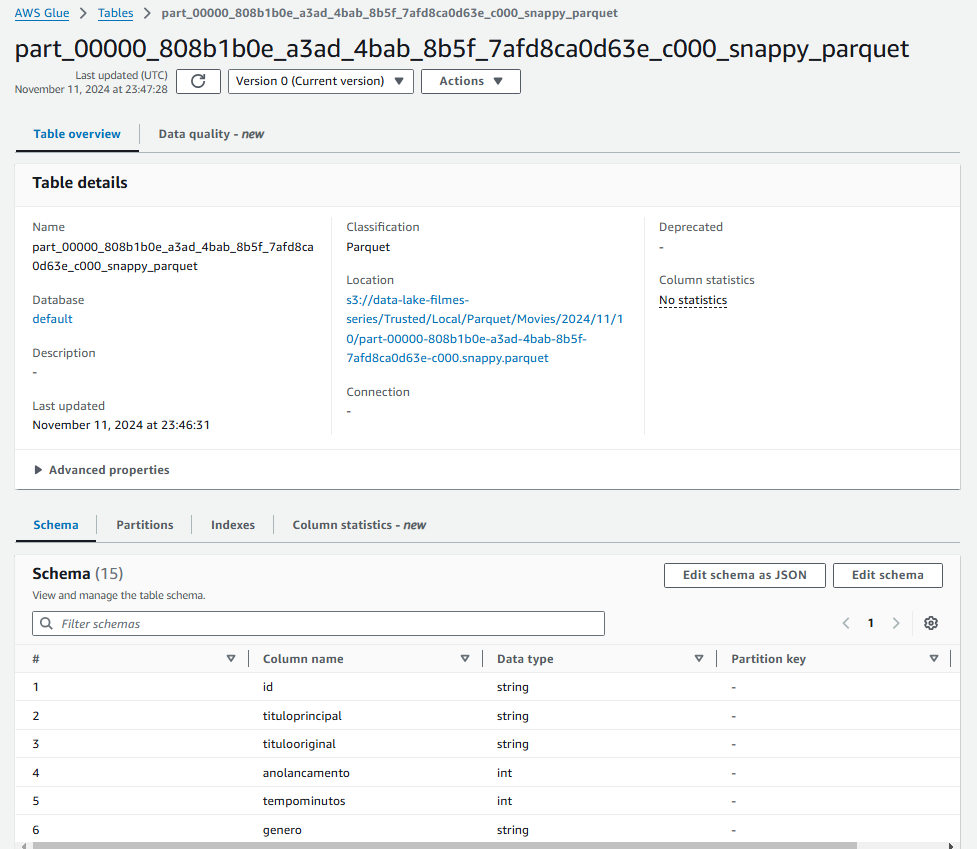 AWS Glue > Tables > part_00000_808b1b0e_a3ad_4bab_8b5f_7afd8ca0d63e_c000_snappy_parquet
part_00000_808b1b0e_a3ad_4bab_8b5f_7afd8ca0d63e_c000_snappy_parquet
Last updated (UTC)
November 11, 2024 at 23:47:28
Version 0 (Current version)
Actions
Table overview
Data quality - new
Table details
Name
part_00000_808b1b0e_a3ad_4bab_8b5f_7afd8ca
0d63e_c000_snappy_parquet
Database
default
Description
-
Last updated
November 11, 2024 at 23:46:31
Classification
Parquet
Location
s3://data-lake-filmes-
series/Trusted/Local/Parquet/Movies/2024/11/1
0/part-00000-808b1b0e-a3ad-4bab-8b5f-
7afd8ca0d63e-c000.snappy.parquet
Connection
-
Deprecated
-
Column statistics
No statistics
Advanced properties
Schema
Partitions
Indexes
Column statistics - new
Schema (15)
View and manage the table schema.
Edit schema as JSON
Edit schema
Filter schemas
1
# Column name Data type Partition key
1 id string -
2 tituloprincipal string -
3 titulooriginal string -
4 anolancamento int -
5 tempominutos int -
6 genero string -